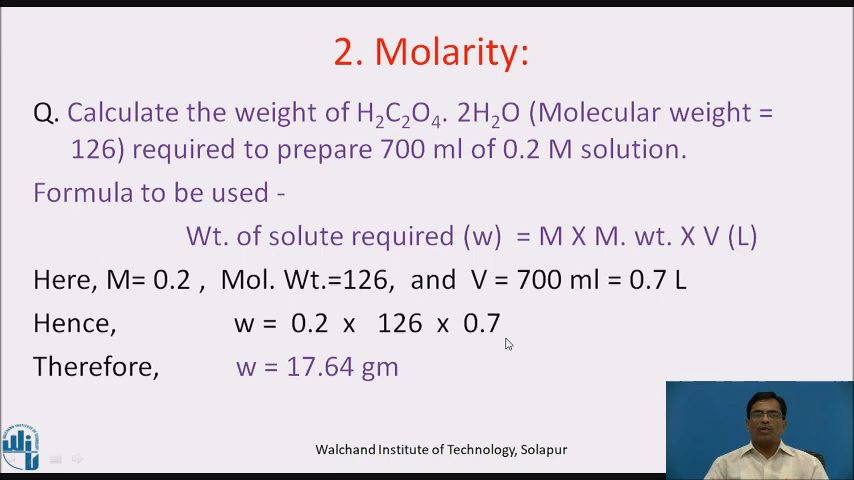 2. Molarity:
Q. Calculate the weight of H₂C₂O₄. 2H₂O (Molecular weight =
126) required to prepare 700 ml of 0.2 M solution.
Formula to be used -
Wt. of solute required (w) = M X M. wt. X V (L)
Here, M= 0.2 , Mol. Wt.=126, and V = 700 ml = 0.7 L
Hence, w = 0.2 x 126 x 0.7
Therefore, w = 17.64 gm
Walchand Institute of Technology, Solapur